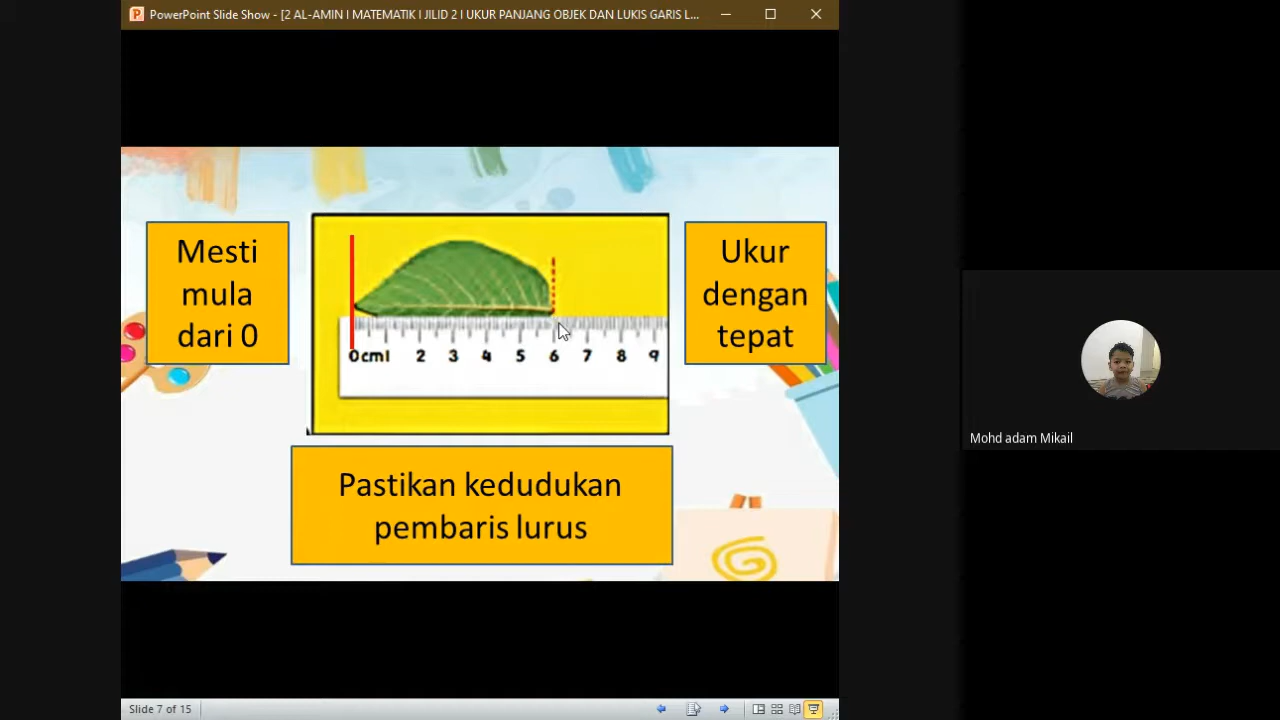 PowerPoint Slide Show - [2 AL-AMIN I MATEMATIK I JILID 2 I UKUR PANJANG OBJEK DAN LUKIS GARIS L...
Mesti
mula
dari 0
0cm1 2 3 4 5 6 7 8 9
Ukur
dengan
tepat
Pastikan kedudukan
pembaris lurus
Mohd adam Mikail
Slide 7 of 15